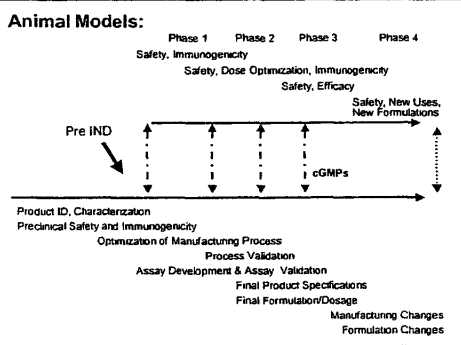 Animal Models:
Phase 1 Phase 2 Phase 3 Phase 4
Safety, Immunogenicity
Safety, Dose Optimization, Immunogenicity
Safety, Efficacy
Safety, New Uses,
New Formulations
Pre IND
cGMPs
Product ID, Characterization
Preclinical Safety and Immunogenicity
Optimization of Manufacturing Process
Process Validation
Assay Development & Assay Validation
Final Product Specifications
Final Formulation/Dosage
Manufacturing Changes
Formulation Changes